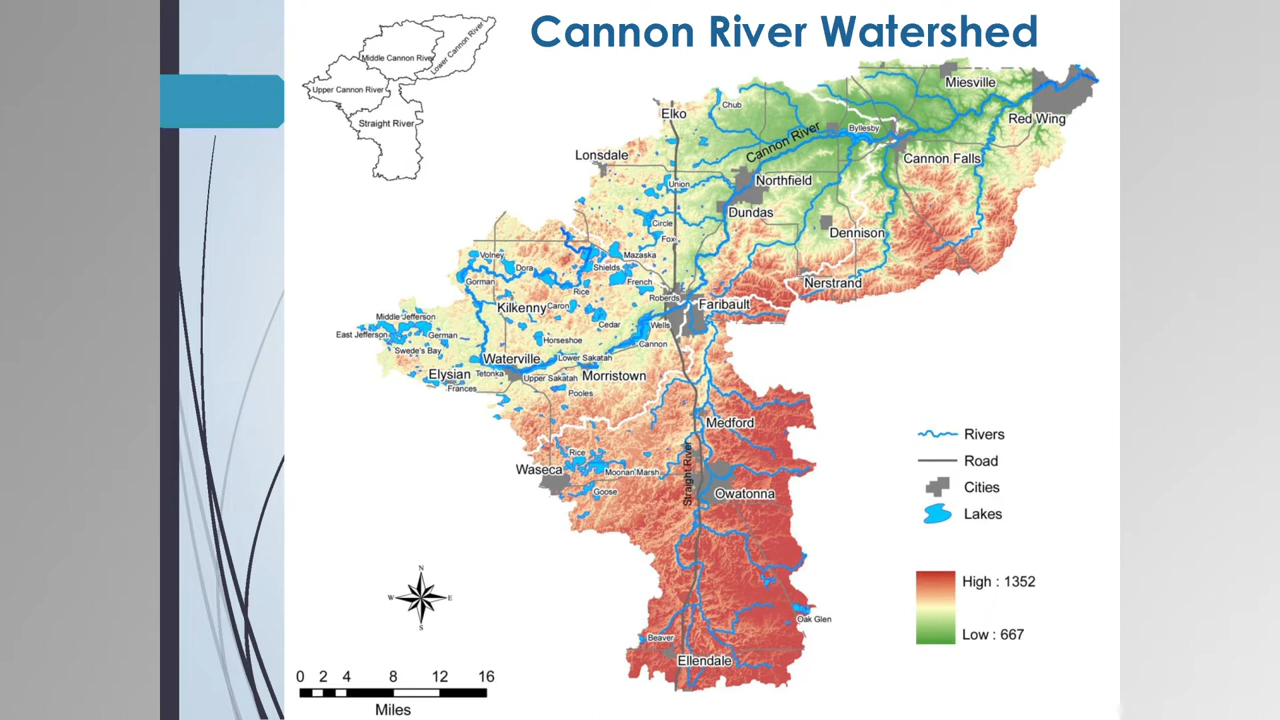 Cannon River Watershed
Middle Cannon River
Lower Cannon River
Upper Cannon River
Straight River
Miesville
Red Wing
Elko
Chub
Cannon River
Byllesby
Cannon Falls
Lonsdale
Union
Northfield
Dundas
Circle
Fox
Dennison
Volney
Dora
Mazaska
Shields
Gorman
French
Rice
Nerstrand
Roberds
Faribault
Kilkenny
Caron
Middle Jefferson
East Jefferson
German
Cedar
Wells
Horseshoe
Cannon
Swede's Bay
Waterville
Lower Sakatah
Elysian
Tetonka
Upper Sakatah
Morristown
Frances
Pooles
Medford
Rice
Waseca
Moonan Marsh
Straight River
Goose
Owatonna
Oak Glen
Beaver
Ellendale
Rivers
Road
Cities
Lakes
High : 1352
Low : 667
N
W E
S
0 2 4 8 12 16
Miles